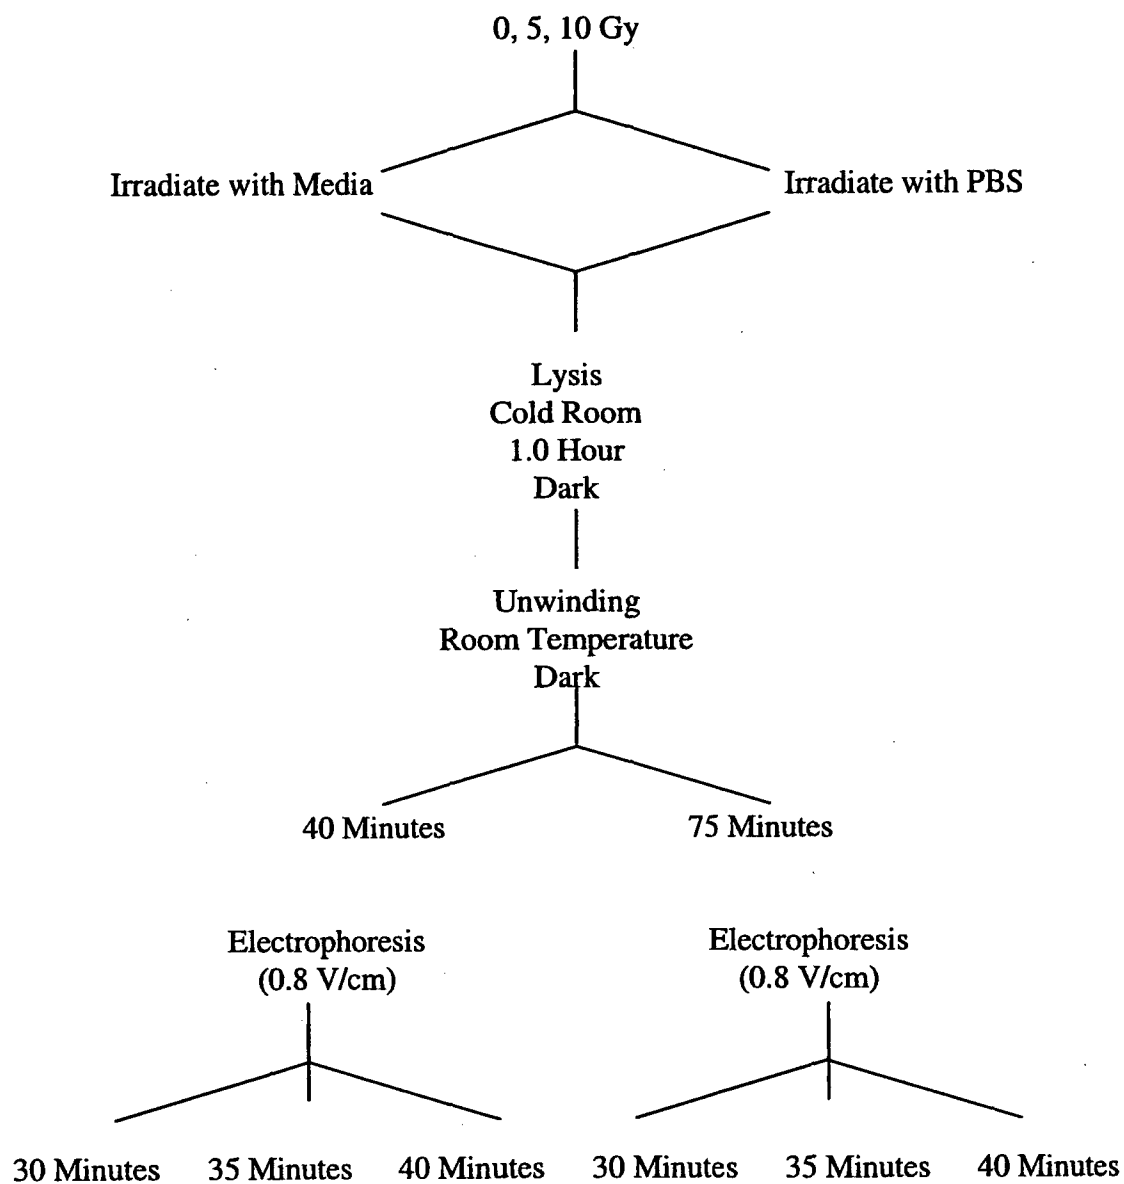 0, 5, 10 Gy
Irradiate with Media
Irradiate with PBS
Lysis
Cold Room
1.0 Hour
Dark
Unwinding
Room Temperature
Dark
40 Minutes
75 Minutes
Electrophoresis
(0.8 V/cm)
Electrophoresis
(0.8 V/cm)
30 Minutes
35 Minutes
40 Minutes
30 Minutes
35 Minutes
40 Minutes